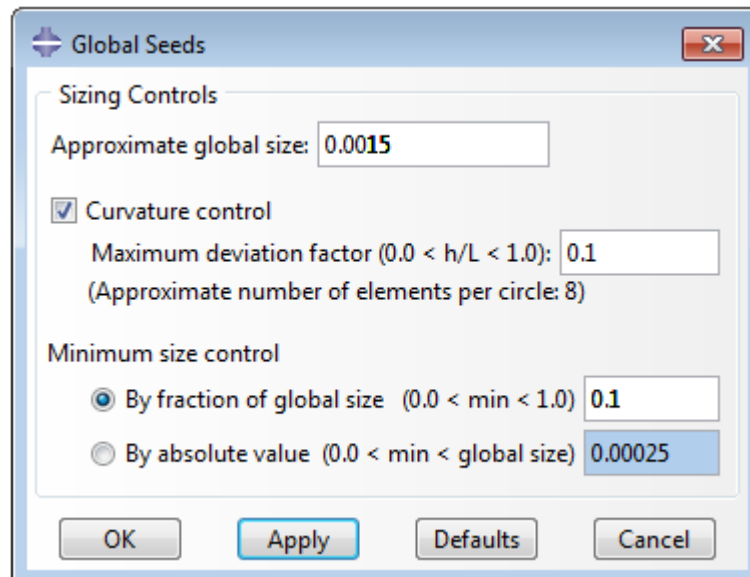 Global Seeds
Sizing Controls
Approximate global size: 0.0015
Curvature control
Maximum deviation factor (0.0 < h/L < 1.0): 0.1
(Approximate number of elements per circle: 8)
Minimum size control
By fraction of global size (0.0 < min < 1.0) 0.1
By absolute value (0.0 < min < global size) 0.00025
OK Apply Defaults Cancel